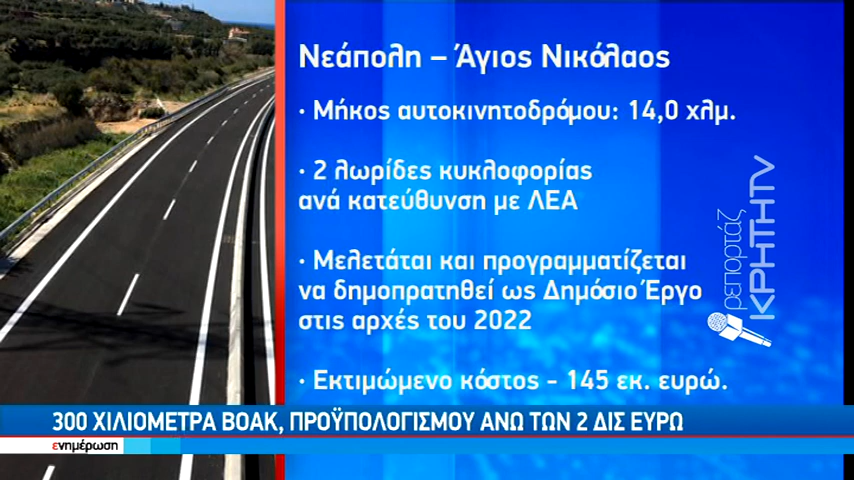 Νεάπολη – Άγιος Νικόλαος
· Μήκος αυτοκινητοδρόμου: 14,0 χλμ.
· 2 λωρίδες κυκλοφορίας
ανά κατεύθυνση με ΛΕΑ
· Μελετάται και προγραμματίζεται
να δημοπρατηθεί ως Δημόσιο Έργο
στις αρχές του 2022
· Εκτιμώμενο κόστος - 145 εκ. ευρώ.
ρεπορτάζ
ΚΡΗΤΗTV
300 ΧΙΛΙΟΜΕΤΡΑ ΒΟΑΚ, ΠΡΟΫΠΟΛΟΓΙΣΜΟΥ ΑΝΩ ΤΩΝ 2 ΔΙΣ ΕΥΡΩ
ενημέρωση